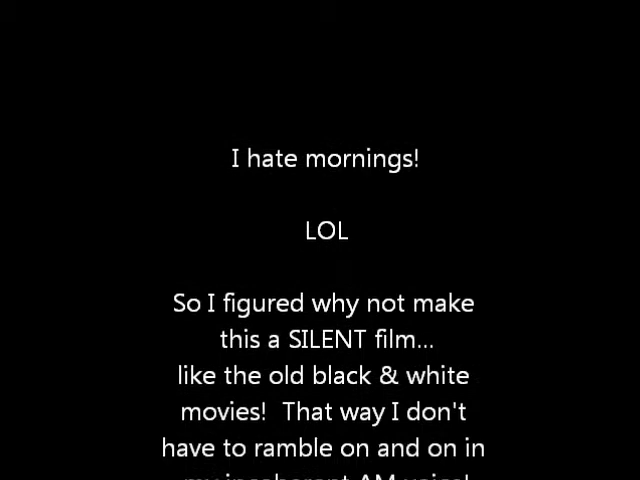 I hate mornings!
LOL
So I figured why not make
this a SILENT film...
like the old black & white
movies!  That way I don't
have to ramble on and on in
my incoherent AM voice!